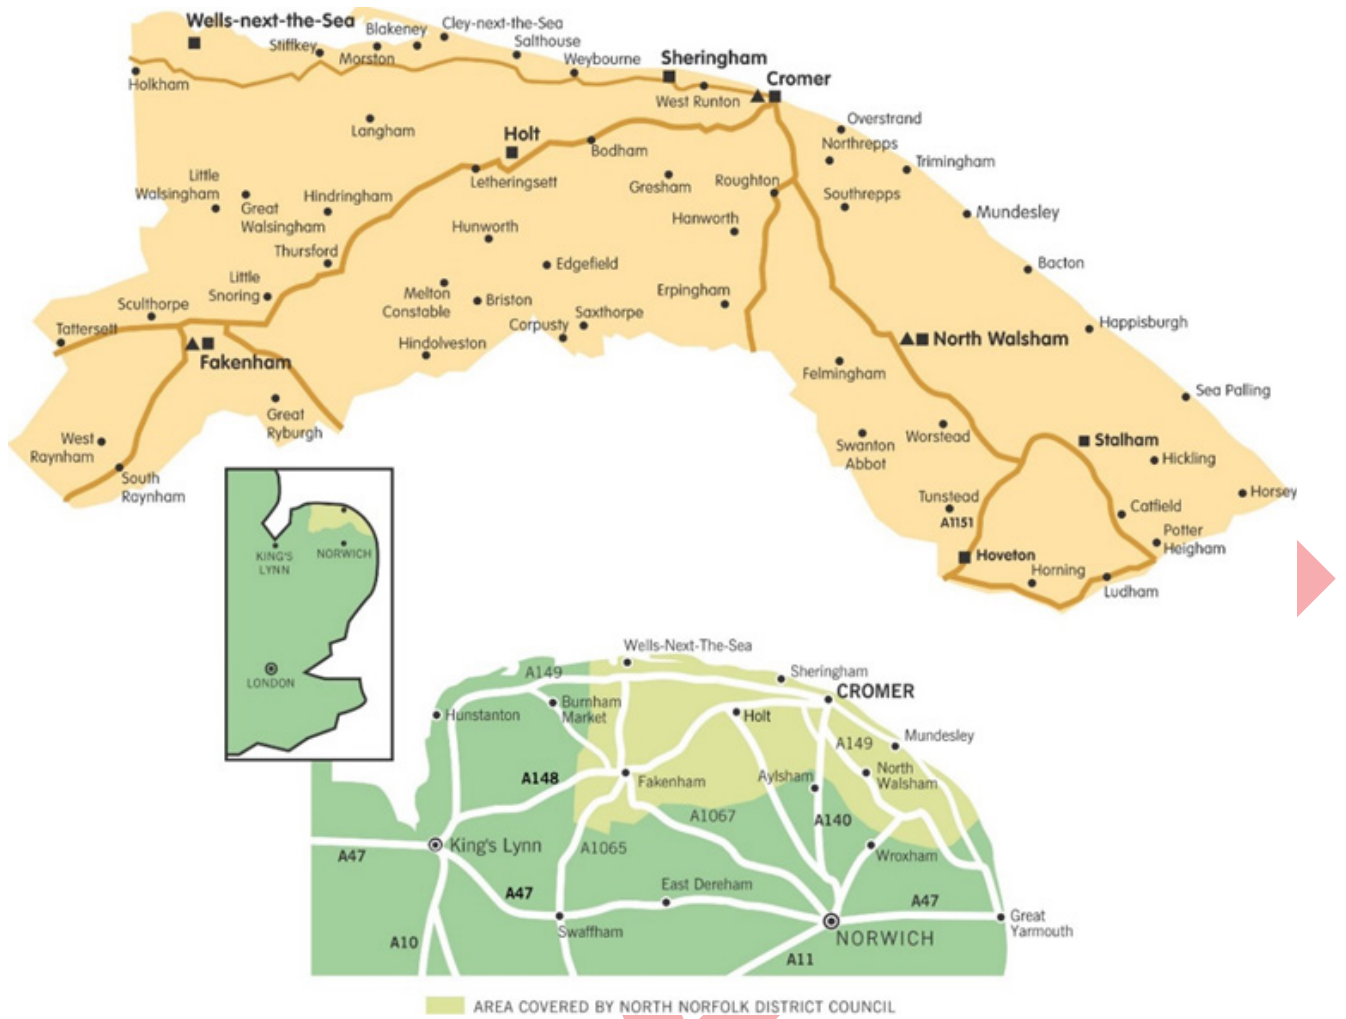 Wells-next-the-Sea
Stiffkey
Blakeney
Morston
Cley-next-the-Sea
Salthouse
Weybourne
Sheringham
West Runton
Cromer
Holkham
Langham
Holt
Bodham
Letheringsett
Overstrand
Northrepps
Trimingham
Little
Walsingham
Great
Walsingham
Hindringham
Gresham
Roughton
Southrepps
Mundesley
Hanworth
Hunworth
Thursford
Edgefield
Bacton
Little
Snoring
Melton
Constable
Briston
Erpingham
Sculthorpe
Saxthorpe
Corpusty
Tattersett
Hindolveston
Happisburgh
North Walsham
Fakenham
Felmingham
Great
Ryburgh
Sea Palling
West
Raynham
South
Raynham
Swanton
Abbot
Worstead
Stalham
Hickling
Horsey
Tunstead
A1151
Catfield
Potter
Heigham
Hoveton
Horning
Ludham
KING'S
LYNN
NORWICH
LONDON
Wells-Next-The-Sea
A149
Sheringham
CROMER
Hunstanton
Burnham
Market
Holt
A149
Mundesley
A148
Fakenham
Aylsham
North
Walsham
A1067
A140
A47
King's Lynn
A1065
Wroxham
A47
East Dereham
A47
Great
Yarmouth
Swaffham
A10
NORWICH
A11
AREA COVERED BY NORTH NORFOLK DISTRICT COUNCIL